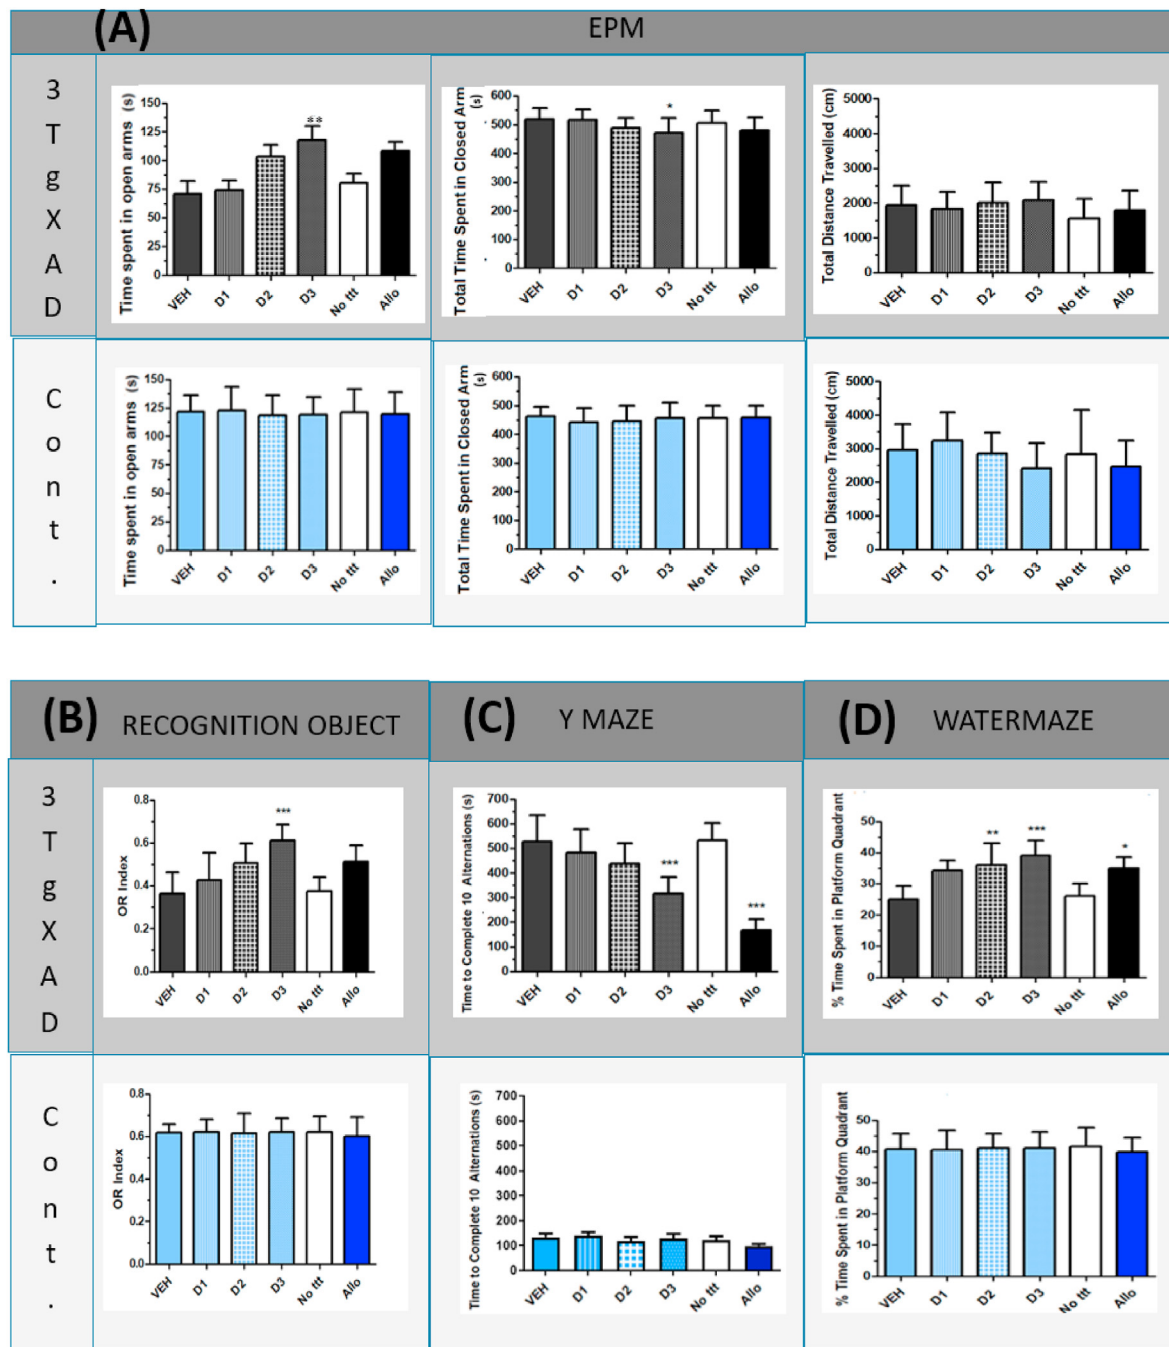 (A) EPM
3
T
g
X
A
D
Time spent in open arms (s)
150
125
100
75
50
25
0
**
VEH D1 D2 D3 No ttt Allo
Total Time Spent in Closed Arm
(s)
600
500
400
300
200
100
0
*
VEH D1 D2 D3 No ttt Allo
Total Distance Travelled (cm)
5000
4000
3000
2000
1000
0
VEH D1 D2 D3 No ttt Allo
C
o
n
t
.
Time spent in open arms (s)
150
125
100
75
50
25
0
VEH D1 D2 D3 No ttt Allo
Total Time Spent in Closed Arm
(s)
600
500
400
300
200
100
0
VEH D1 D2 D3 No ttt Allo
Total Distance Travelled (cm)
5000
4000
3000
2000
1000
0
VEH D1 D2 D3 No ttt Allo
(B) RECOGNITION OBJECT
(C) Y MAZE
(D) WATERMAZE
3
T
g
X
A
D
OR Index
0.8
0.6
0.4
0.2
0.0
***
VEH D1 D2 D3 No ttt Allo
Time to Complete 10 Alternations (s)
700
600
500
400
300
200
100
0
***
***
VEH D1 D2 D3 No ttt Allo
% Time Spent in Platform Quadrant
50
40
30
20
10
0
** *** *
VEH D1 D2 D3 No ttt Allo
C
o
n
t
.
OR Index
0.8
0.6
0.4
0.2
0.0
VEH D1 D2 D3 No ttt Allo
Time to Complete 10 Alternations (s)
700
600
500
400
300
200
100
0
VEH D1 D2 D3 No ttt Allo
% Time Spent in Platform Quadrant
50
40
30
20
10
0
VEH D1 D2 D3 No ttt Allo